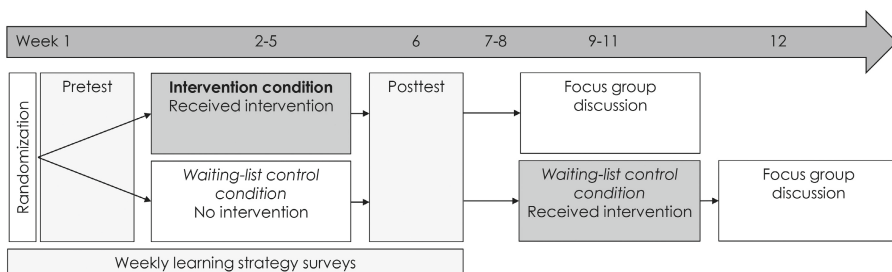 Week 1 2-5 6 7-8 9-11 12
Randomization
Pretest
Intervention condition
Received intervention
Waiting-list control
condition
No intervention
Posttest
Focus group
discussion
Waiting-list control
condition
Received intervention
Focus group
discussion
Weekly learning strategy surveys